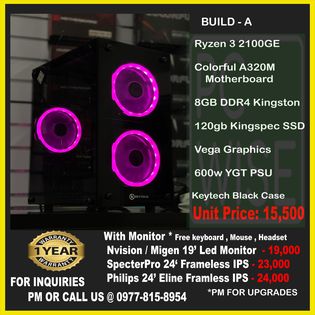 BUILD - A
Ryzen 3 2100GE
Colorful A320M
Motherboard
8GB DDR4 Kingston
120gb Kingspec SSD
Vega Graphics
600w YGT PSU
Keytech Black Case
Unit Price: 15,500
WARRANTY
1 YEAR
WARRANTY
With Monitor * Free keyboard , Mouse , Headset
Nvision / Migen 19’ Led Monitor - 19,000
SpecterPro 24‘ Frameless IPS - 23,000
Philips 24’ Eline Framless IPS - 24,000
FOR INQUIRIES
*PM FOR UPGRADES
PM OR CALL US @ 0977-815-8954